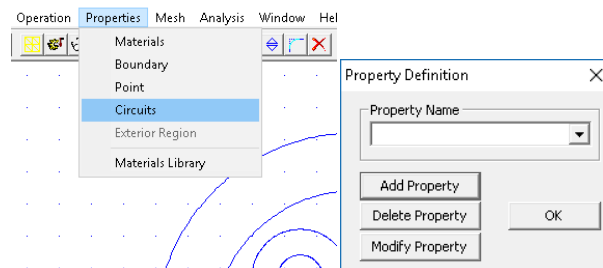 Operation Properties Mesh Analysis Window Hel
Materials
Boundary
Point
Circuits
Exterior Region
Materials Library
Property Definition
Property Name
Add Property
Delete Property OK
Modify Property